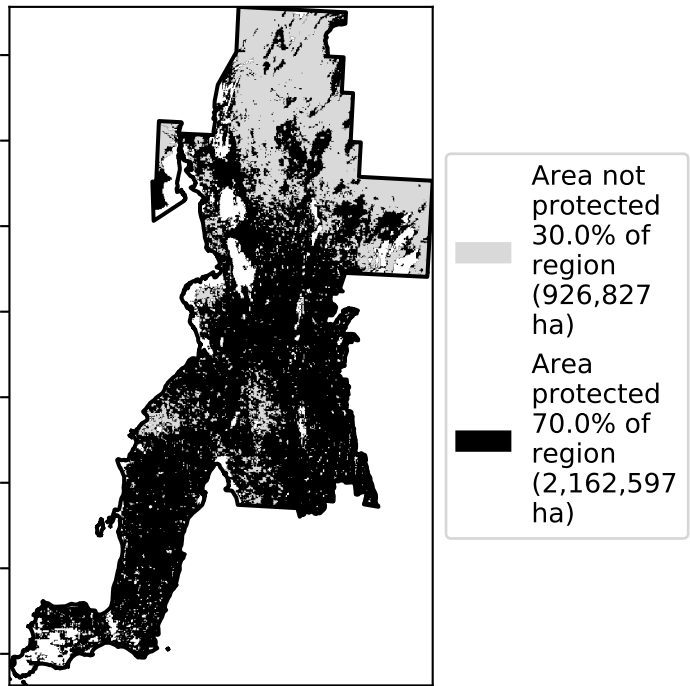 Area not
protected
30.0% of
region
(926,827
ha)
Area
protected
70.0% of
region
(2,162,597
ha)